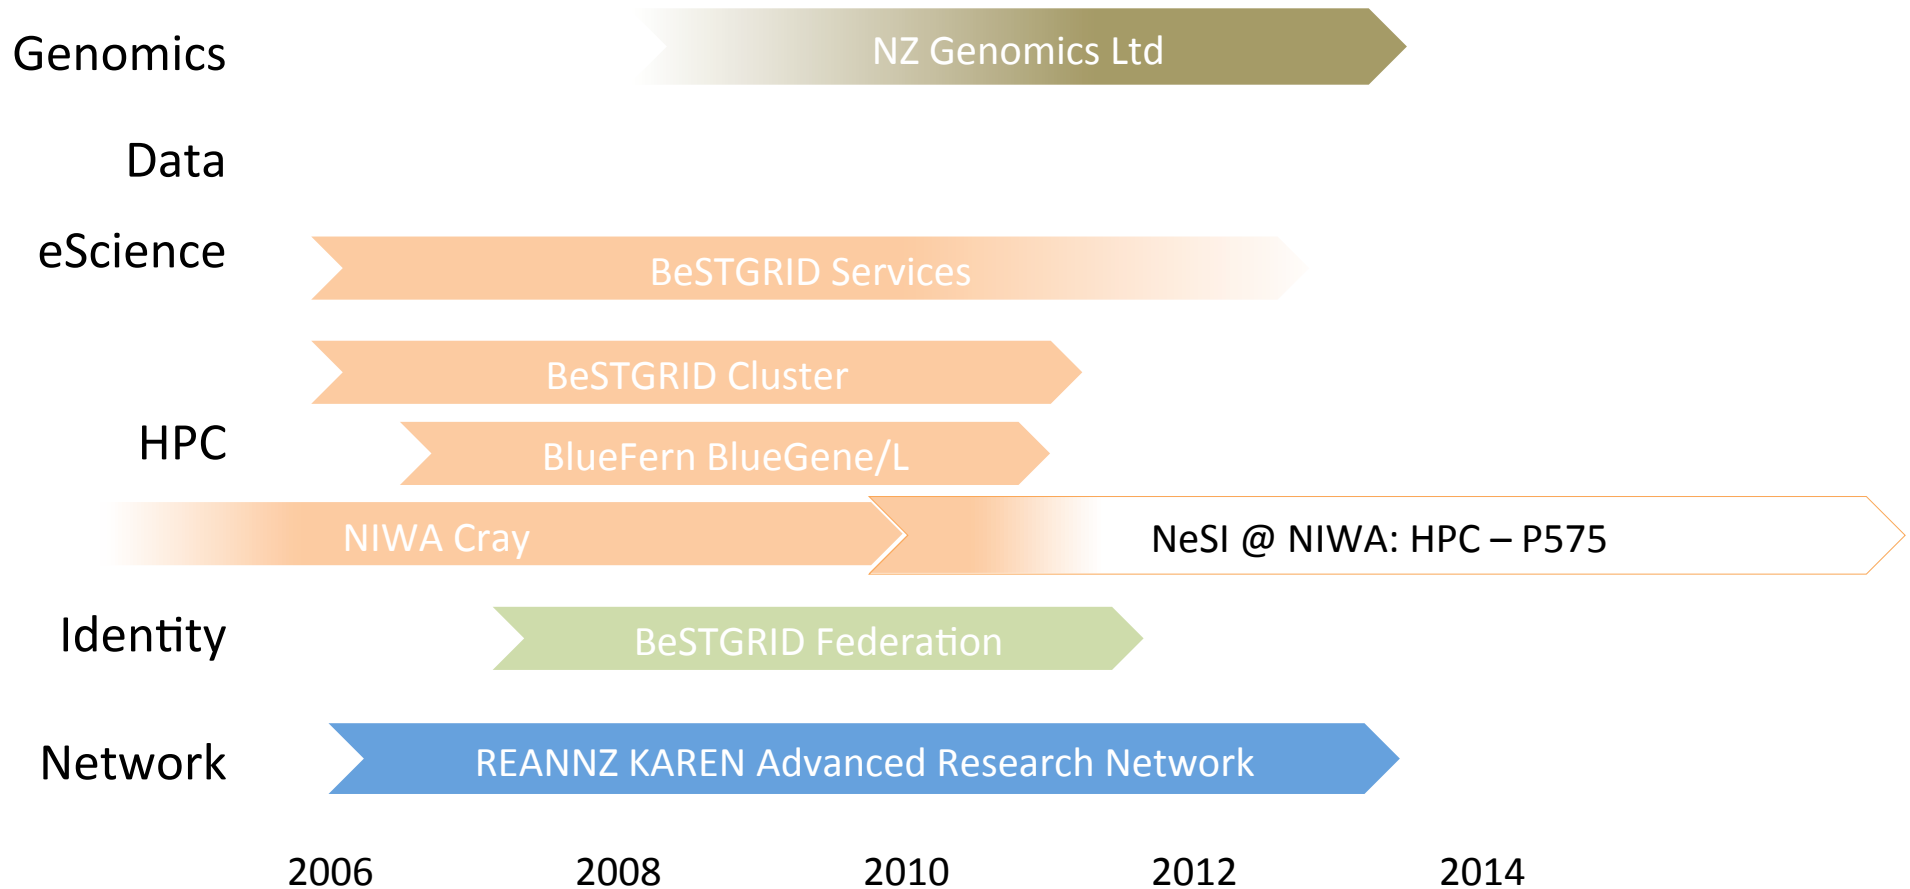 Genomics
NZ Genomics Ltd
Data
eScience
BeSTGRID Services
BeSTGRID Cluster
HPC
BlueFern BlueGene/L
NIWA Cray
NeSI @ NIWA: HPC – P575
Identity
BeSTGRID Federation
Network
REANNZ KAREN Advanced Research Network
2006 2008 2010 2012 2014